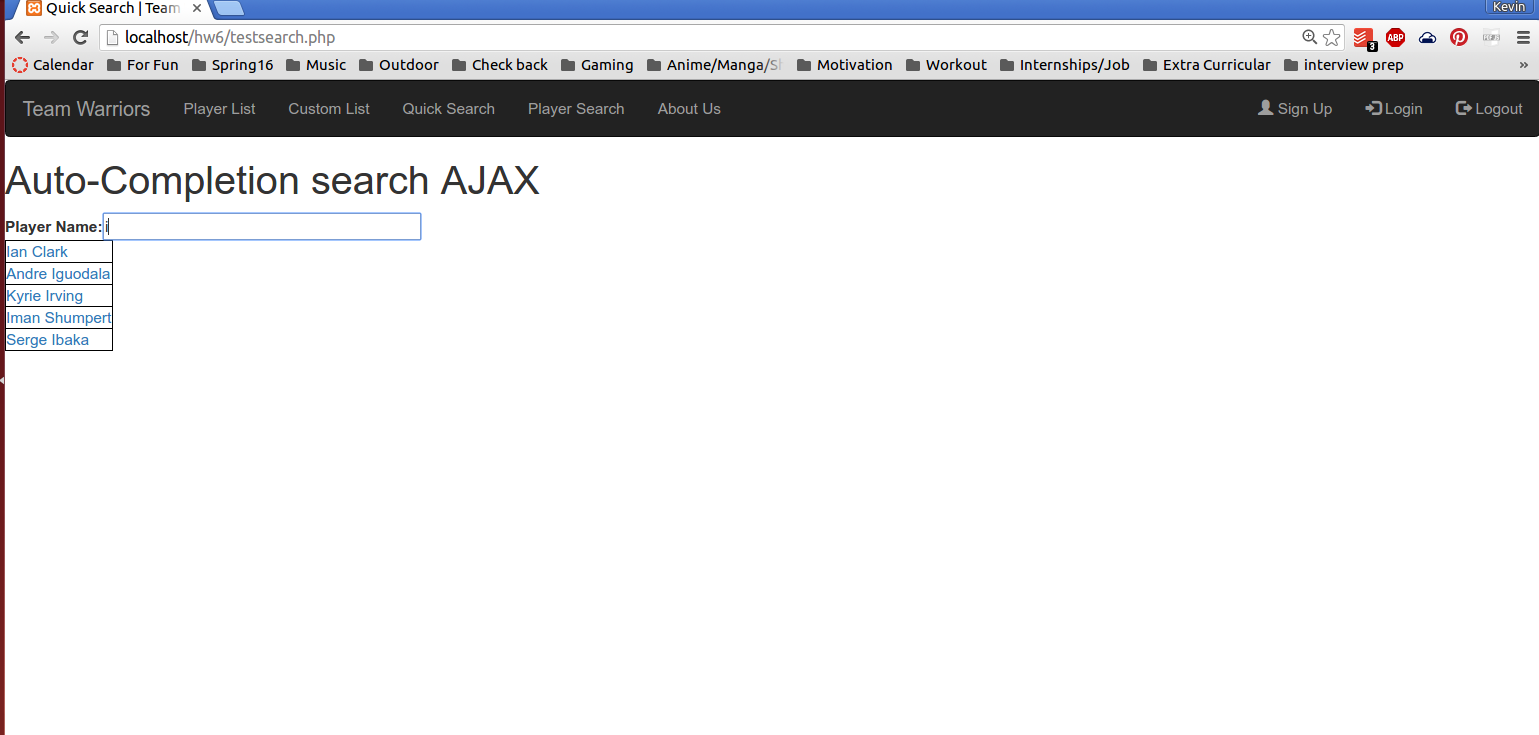 Quick Search | Team
Kevin
localhost/hw6/testsearch.php
3
ABP
Calendar For Fun Spring16 Music Outdoor Check back Gaming Anime/Manga/S Motivation Workout Internships/Job Extra Curricular interview prep »
Team Warriors Player List Custom List Quick Search Player Search About Us Sign Up Login Logout
Auto-Completion search AJAX
Player Name: i
Ian Clark
Andre Iguodala
Kyrie Irving
Iman Shumpert
Serge Ibaka